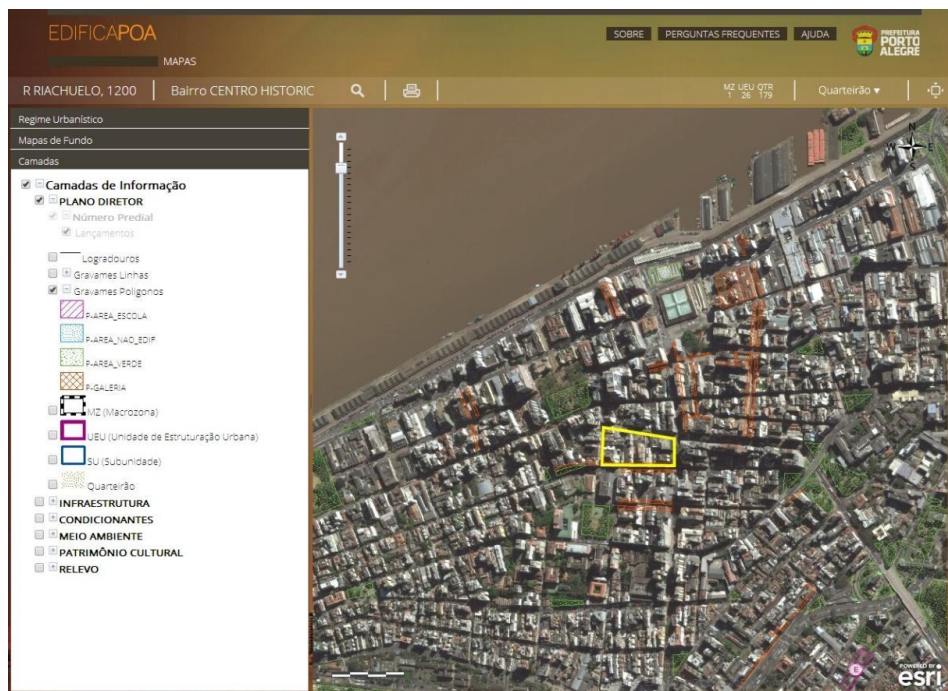 EDIFICAPOA
SOBRE
PERGUNTAS FREQUENTES
AJUDA
PREFEITURA
PORTO
ALEGRE
MAPAS
R RIACHUELO, 1200
Bairro CENTRO HISTORIC
MZ UEU QTR
1 26 179
Quarteirão ▾
Regime Urbanístico
Mapas de Fundo
Camadas
Camadas de Informação
PLANO DIRETOR
Número Predial
Lançamentos
Logradouros
Gravames Linhas
Gravames Poligonos
P-AREA_ESCOLA
P-AREA_NAO_EDIF
P-AREA_VERDE
P-GALERIA
MZ (Macrozona)
UEU (Unidade de Estruturação Urbana)
SU (Subunidade)
Quarteirão
INFRAESTRUTURA
CONDICIONANTES
MEIO AMBIENTE
PATRIMÔNIO CULTURAL
RELEVO
N
W E
S
E
POWERED BY
esri